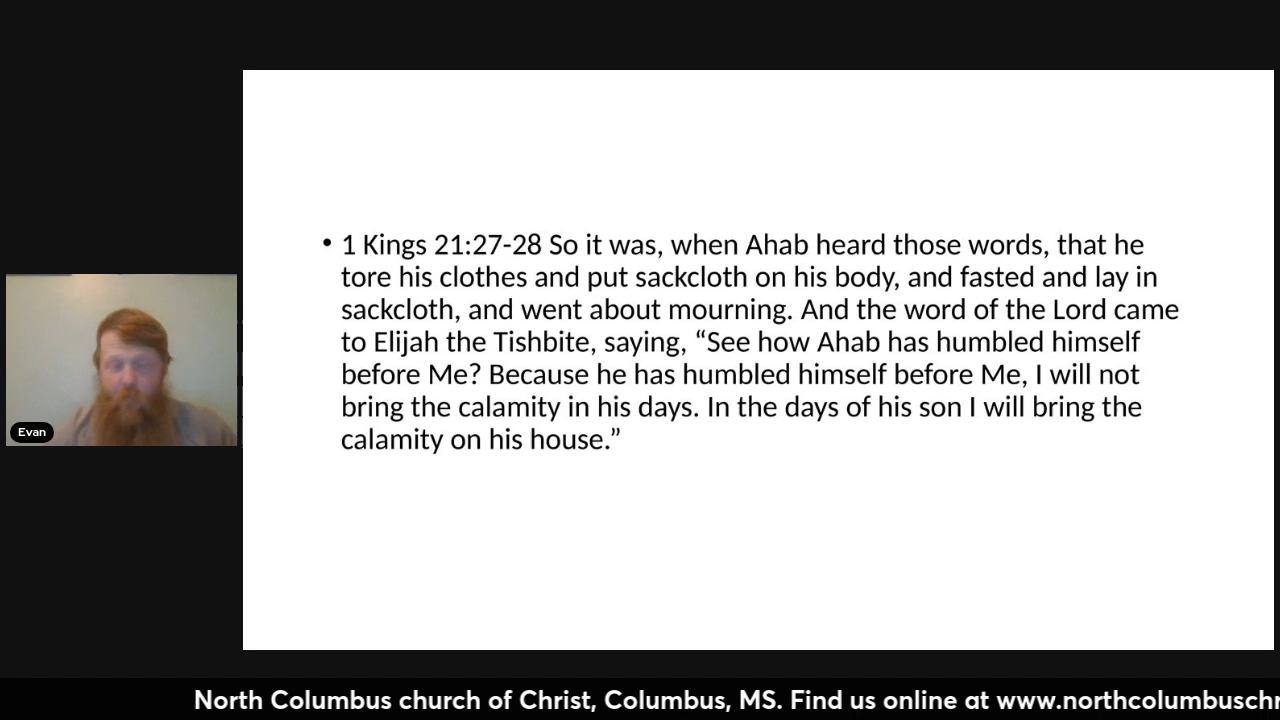 • 1 Kings 21:27-28 So it was, when Ahab heard those words, that he
tore his clothes and put sackcloth on his body, and fasted and lay in
sackcloth, and went about mourning. And the word of the Lord came
to Elijah the Tishbite, saying, “See how Ahab has humbled himself
before Me? Because he has humbled himself before Me, I will not
bring the calamity in his days. In the days of his son I will bring the
calamity on his house.”
Evan
North Columbus church of Christ, Columbus, MS. Find us online at www.northcolumbusch